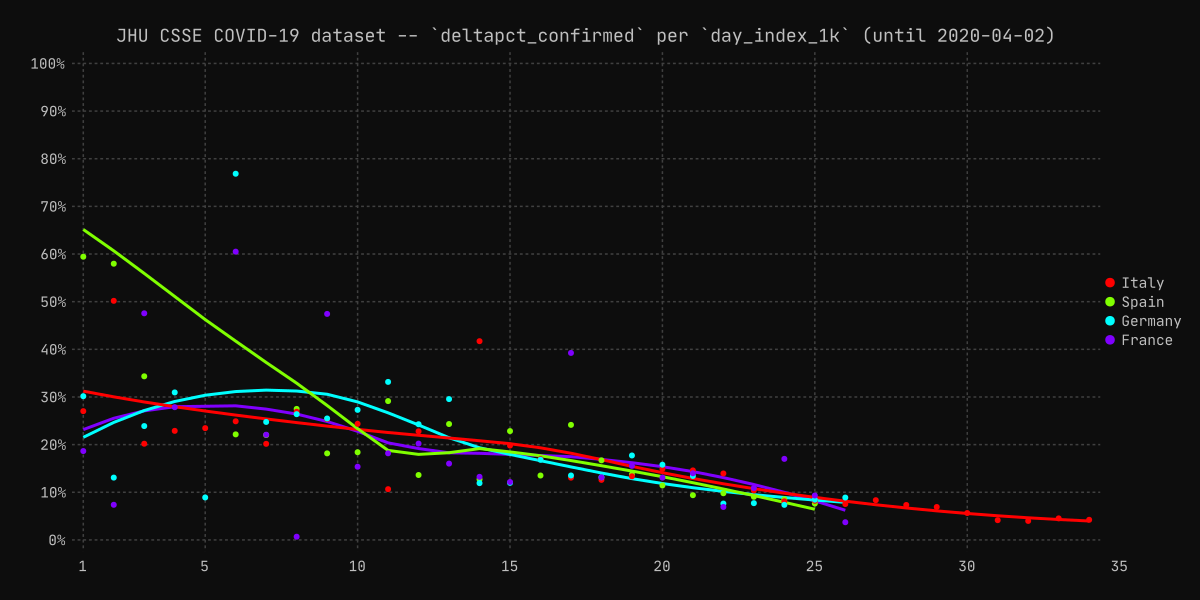 JHU CSSE COVID-19 dataset -- `deltapct_confirmed` per `day_index_1k` (until 2020-04-02)
100%
90%
80%
70%
60%
50%
40%
30%
20%
10%
0%
1 5 10 15 20 25 30 35
Italy
Spain
Germany
France